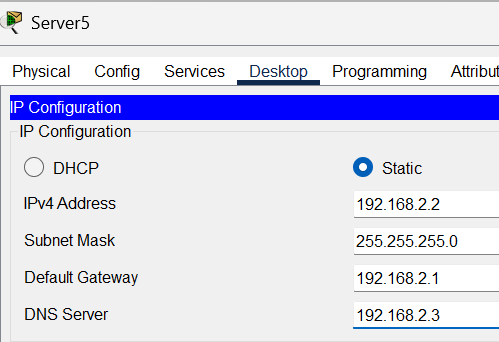 Server5
Physical Config Services Desktop Programming Attribut
IP Configuration
IP Configuration
DHCP Static
IPv4 Address 192.168.2.2
Subnet Mask 255.255.255.0
Default Gateway 192.168.2.1
DNS Server 192.168.2.3